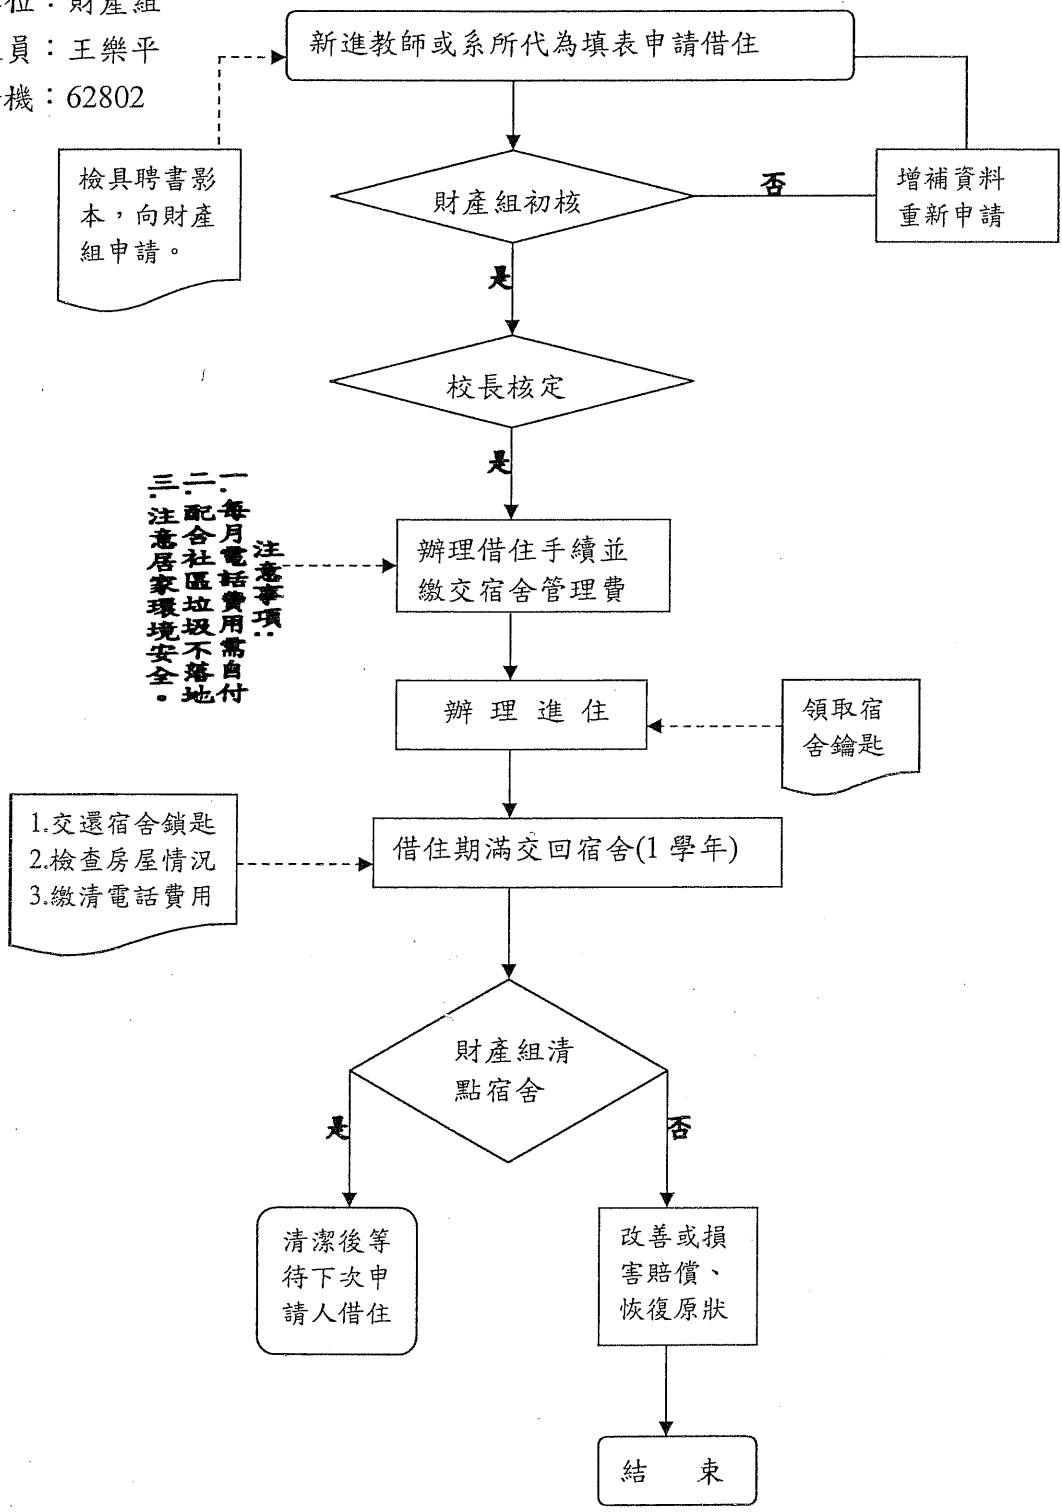 位：財產組
員：王樂平
機：62802
新進教師或系所代為填表申請借住
檢具聘書影
本，向財產
組申請。
財產組初核
否
增補資料
重新申請
是
校長核定
是
注意事項：
一.每月電話費用需自付
二.配合社區垃圾不落地
三.注意居家環境安全。
辦理借住手續並
繳交宿舍管理費
辦理進住
領取宿
舍鑰匙
1.交還宿舍鎖匙
2.檢查房屋情況
3.繳清電話費用
借住期滿交回宿舍(1學年)
財產組清
點宿舍
是
否
清潔後等
待下次申
請人借住
改善或損
害賠償、
恢復原狀
結 束